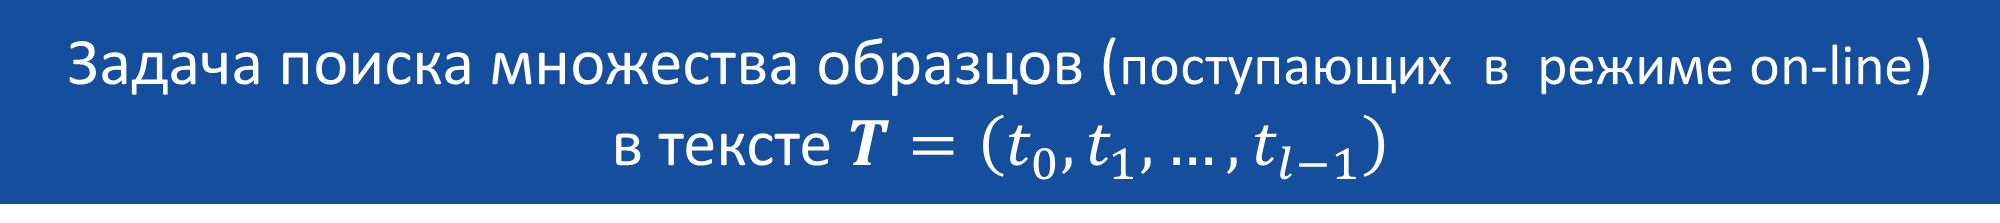 Задача поиска множества образцов (поступающих в режиме on-line)
в тексте T = (t₀, t₁, … , tₗ₋₁)